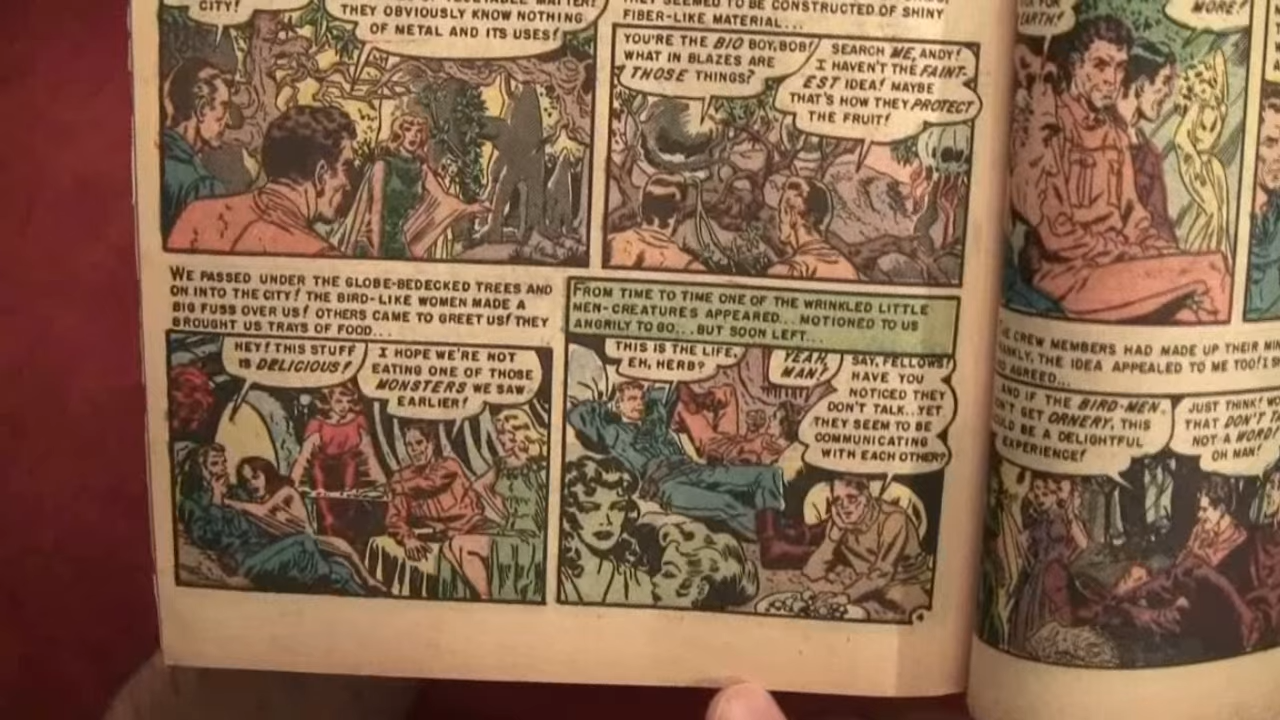 CITY!
VEGETABLE MATTER!
THEY OBVIOUSLY KNOW NOTHING
OF METAL AND ITS USES!
THEY SEEMED TO BE CONSTRUCTED OF SHINY
FIBER-LIKE MATERIAL...
YOU'RE THE BIO BOY, BOB!
WHAT IN BLAZES ARE
THOSE THINGS?
SEARCH ME, ANDY!
I HAVEN'T THE FAINT-
EST IDEA! MAYBE
THAT'S HOW THEY PROTECT
THE FRUIT!
WE PASSED UNDER THE GLOBE-BEDECKED TREES AND
ON INTO THE CITY! THE BIRD-LIKE WOMEN MADE A
BIG FUSS OVER US! OTHERS CAME TO GREET US! THEY
BROUGHT US TRAYS OF FOOD...
HEY! THIS STUFF
IS DELICIOUS!
I HOPE WE'RE NOT
EATING ONE OF THOSE
MONSTERS WE SAW
EARLIER!
FROM TIME TO TIME ONE OF THE WRINKLED LITTLE
MEN-CREATURES APPEARED... MOTIONED TO US
ANGRILY TO GO... BUT SOON LEFT...
THIS IS THE LIFE,
EH, HERB?
YEAH,
MAN!
SAY, FELLOWS!
HAVE YOU
NOTICED THEY
DON'T TALK.. YET
THEY SEEM TO BE
COMMUNICATING
WITH EACH OTHER?
4
FOR
EARTH!
MORE!
THE CREW MEMBERS HAD MADE UP THEIR
THE IDEA APPEALED TO ME TOO!
AGREED...
AND IF THE BIRD-MEN
GET ORNERY, THIS
BE A DELIGHTFUL
EXPERIENCE!
JUST THINK!
THAT DON'T
NOT A WORD
OH MAN!